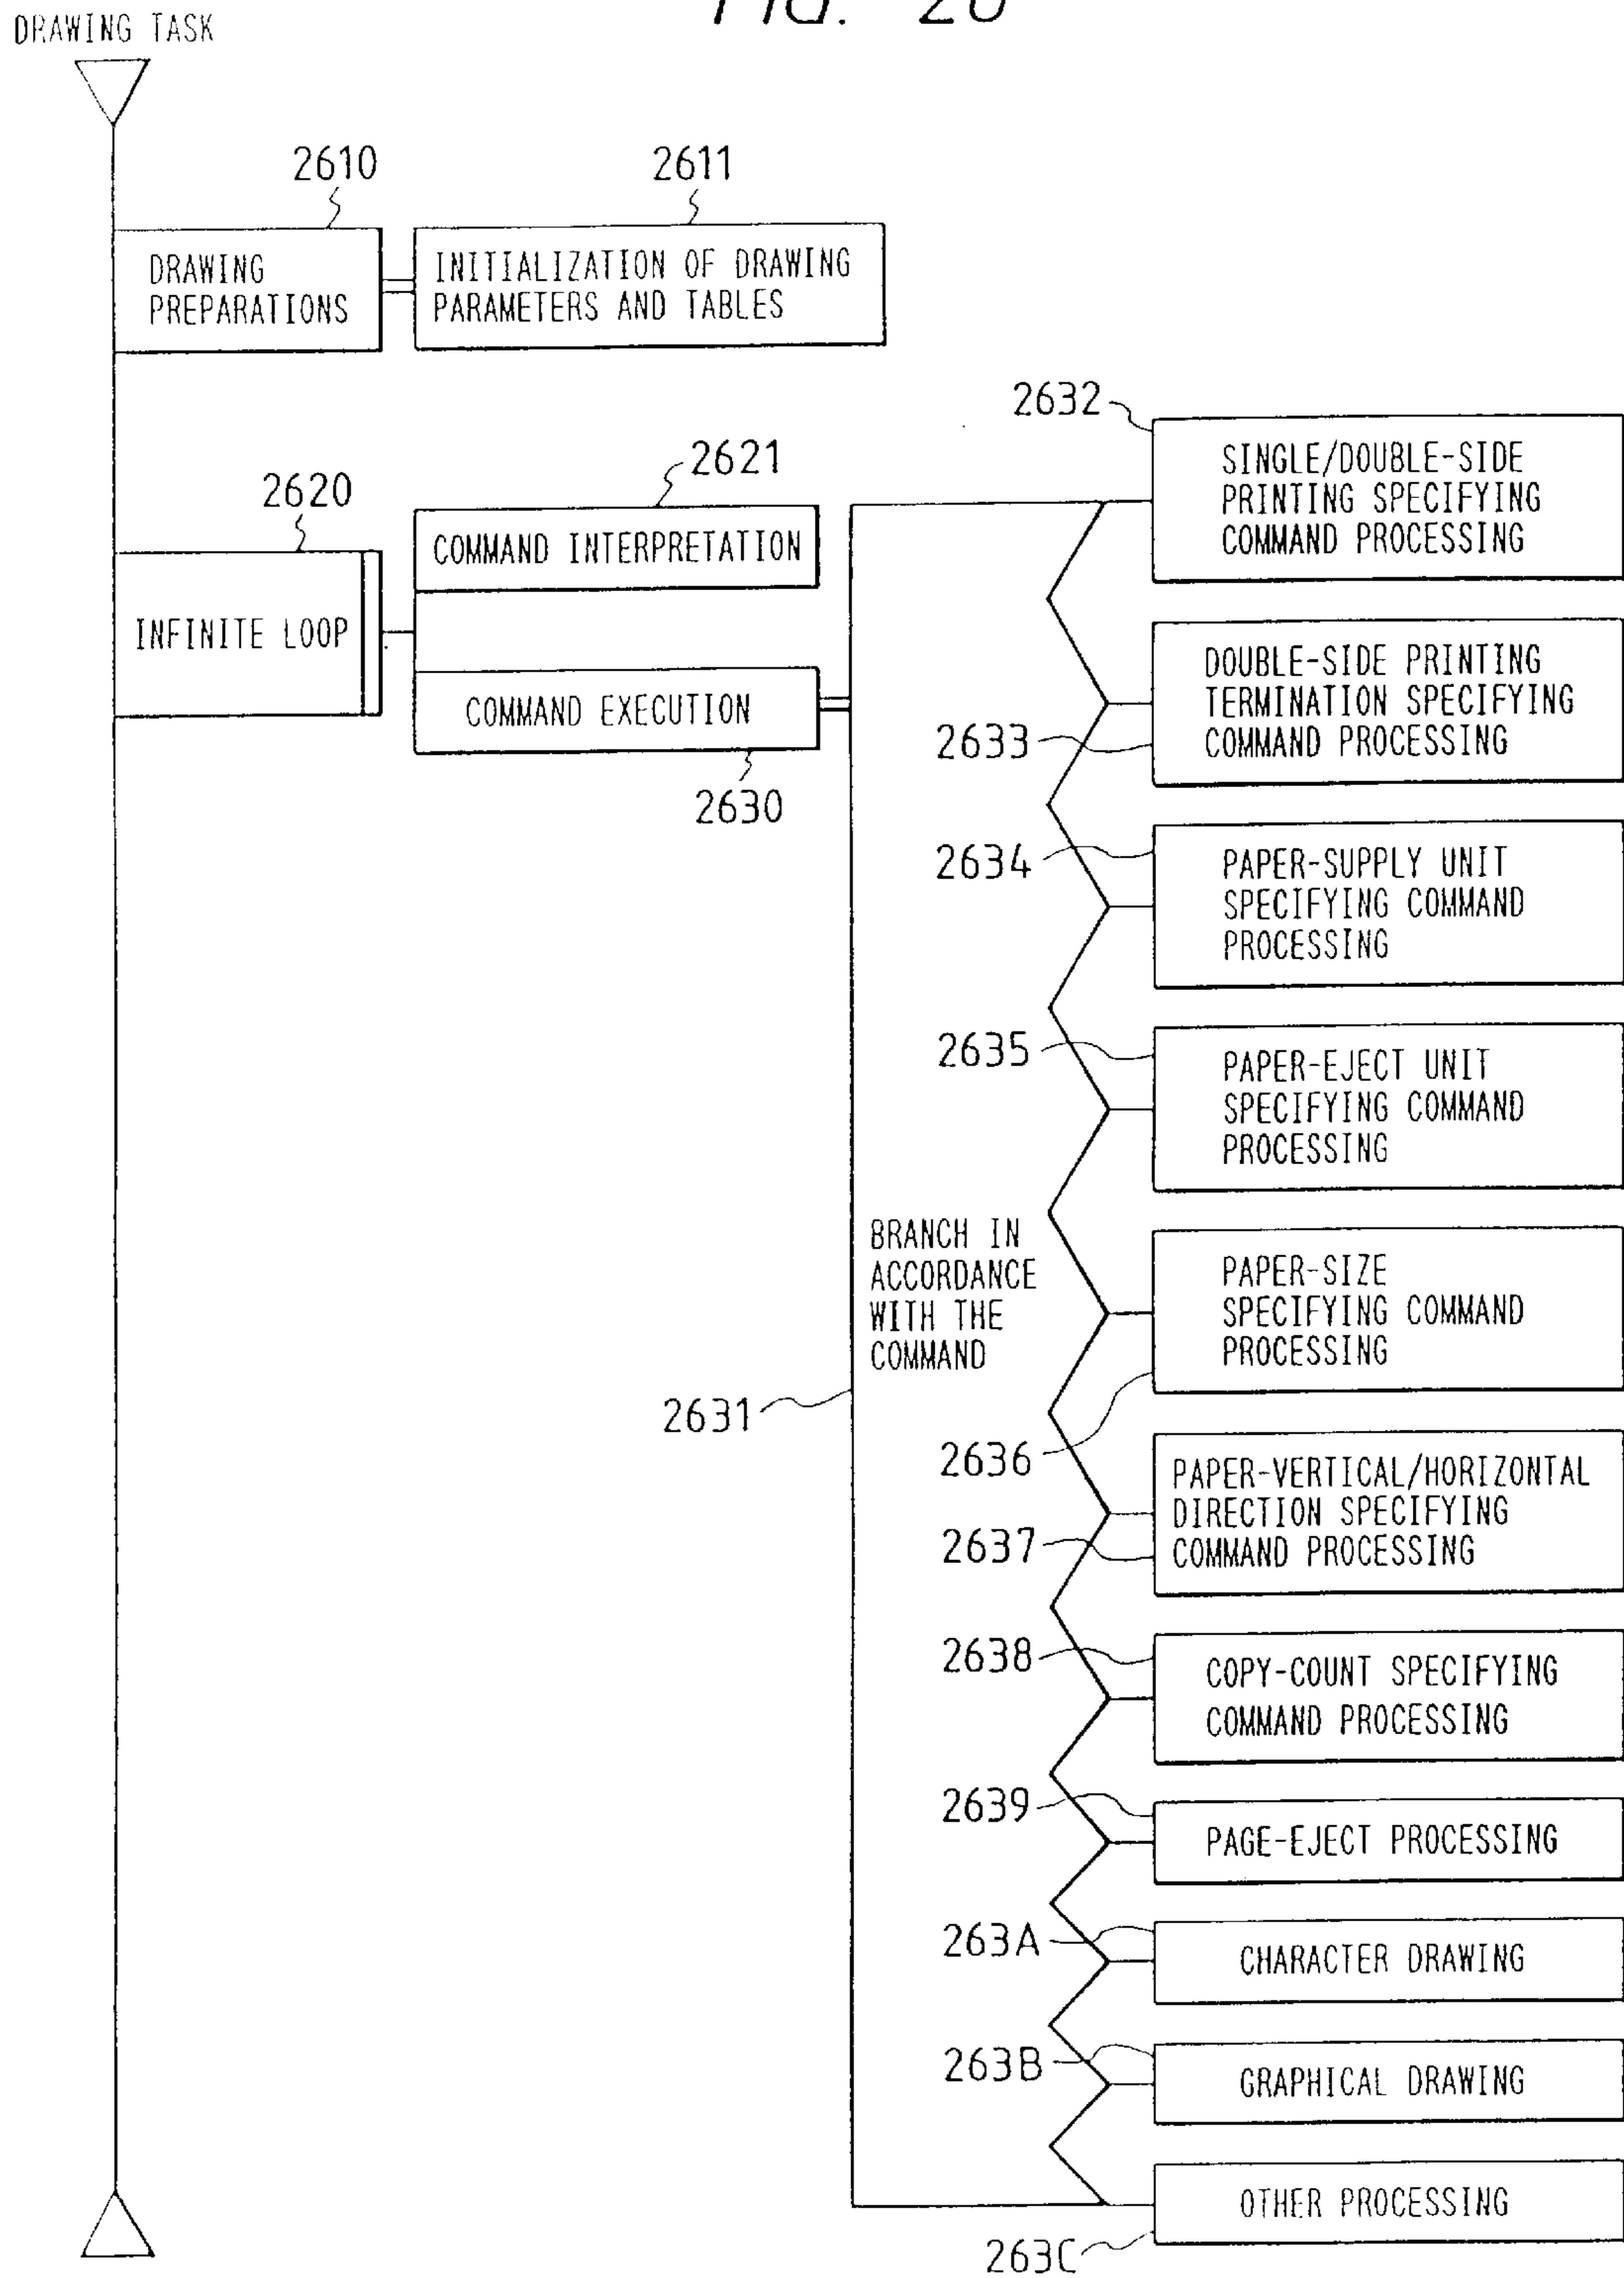 FIG. 26
DRAWING TASK
2610
2611
DRAWING
PREPARATIONS
INITIALIZATION OF DRAWING
PARAMETERS AND TABLES
2620
2621
INFINITE LOOP
COMMAND INTERPRETATION
COMMAND EXECUTION
2630
2631
BRANCH IN
ACCORDANCE
WITH THE
COMMAND
2632
SINGLE/DOUBLE-SIDE
PRINTING SPECIFYING
COMMAND PROCESSING
2633
DOUBLE-SIDE PRINTING
TERMINATION SPECIFYING
COMMAND PROCESSING
2634
PAPER-SUPPLY UNIT
SPECIFYING COMMAND
PROCESSING
2635
PAPER-EJECT UNIT
SPECIFYING COMMAND
PROCESSING
2636
PAPER-SIZE
SPECIFYING COMMAND
PROCESSING
2637
PAPER-VERTICAL/HORIZONTAL
DIRECTION SPECIFYING
COMMAND PROCESSING
2638
COPY-COUNT SPECIFYING
COMMAND PROCESSING
2639
PAGE-EJECT PROCESSING
263A
CHARACTER DRAWING
263B
GRAPHICAL DRAWING
263C
OTHER PROCESSING